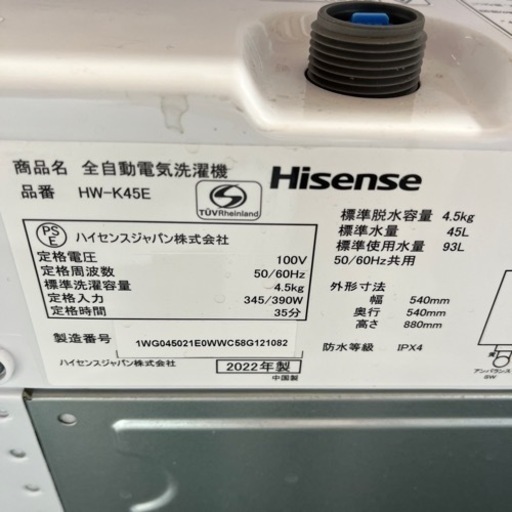 商品名 全自動電気洗濯機
品番 HW-K45E
TÜVRheinland
Hisense
PS
E
ハイセンスジャパン株式会社
定格電圧 100V
定格周波数 50/60Hz
標準洗濯容量 4.5kg
定格入力 345/390W
定格時間 35分
製造番号 1WG045021E0WWC58G121082
ハイセンスジャパン株式会社 2022年製
中国製
標準脱水容量 4.5kg
標準水量 45L
標準使用水量 93L
50/60Hz共用
外形寸法
幅 540mm
奥行 540mm
高さ 880mm
防水等級 IPX4
アンバランス
SW